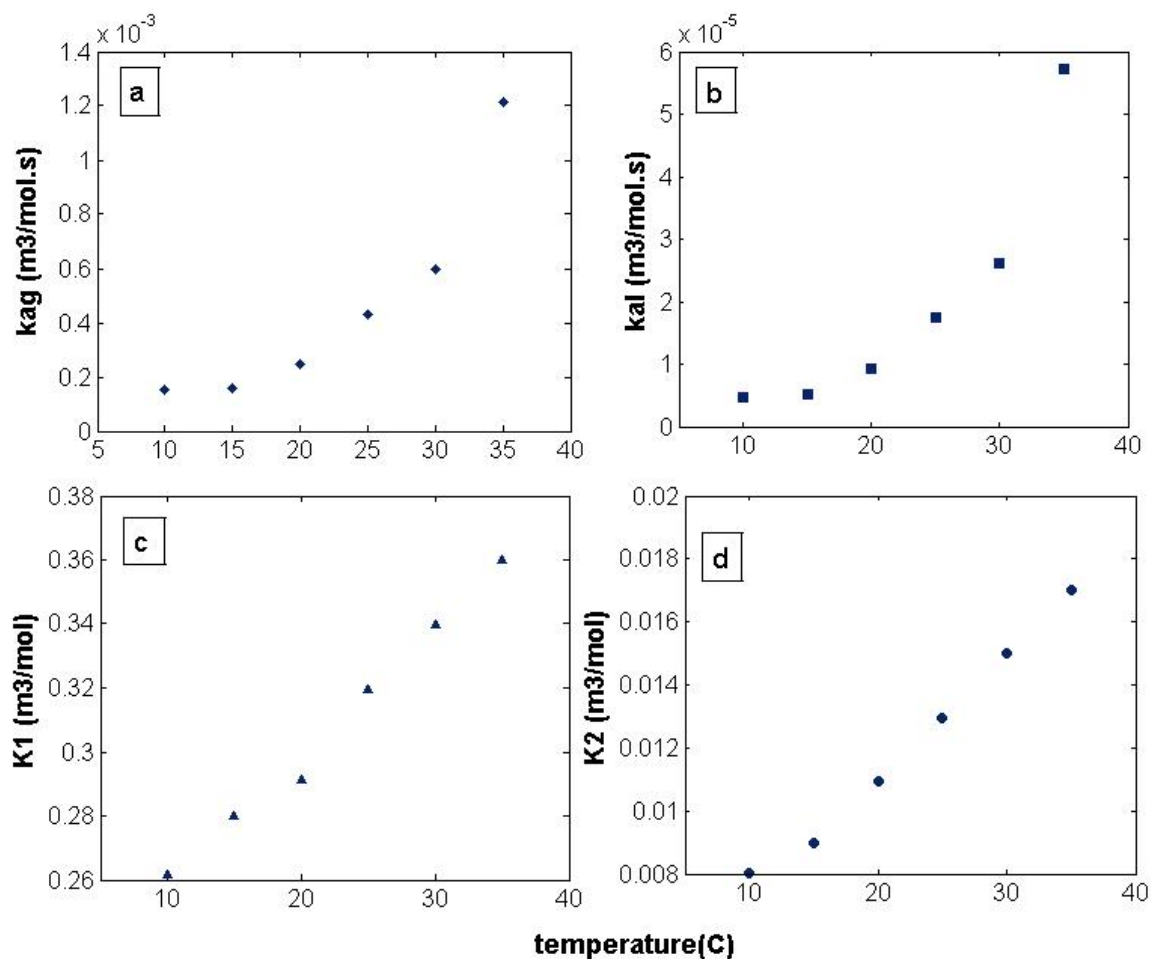 x 10^-3
1.4
1.2
1
0.8
0.6
0.4
0.2
0
a
kag (m3/mol.s)
5 10 15 20 25 30 35 40
x 10^-5
6
5
4
3
2
1
0
b
kal (m3/mol.s)
10 20 30 40
0.38
0.36
0.34
0.32
0.3
0.28
0.26
c
K1 (m3/mol)
10 20 30 40
0.02
0.018
0.016
0.014
0.012
0.01
0.008
d
K2 (m3/mol)
10 20 30 40
temperature(C)